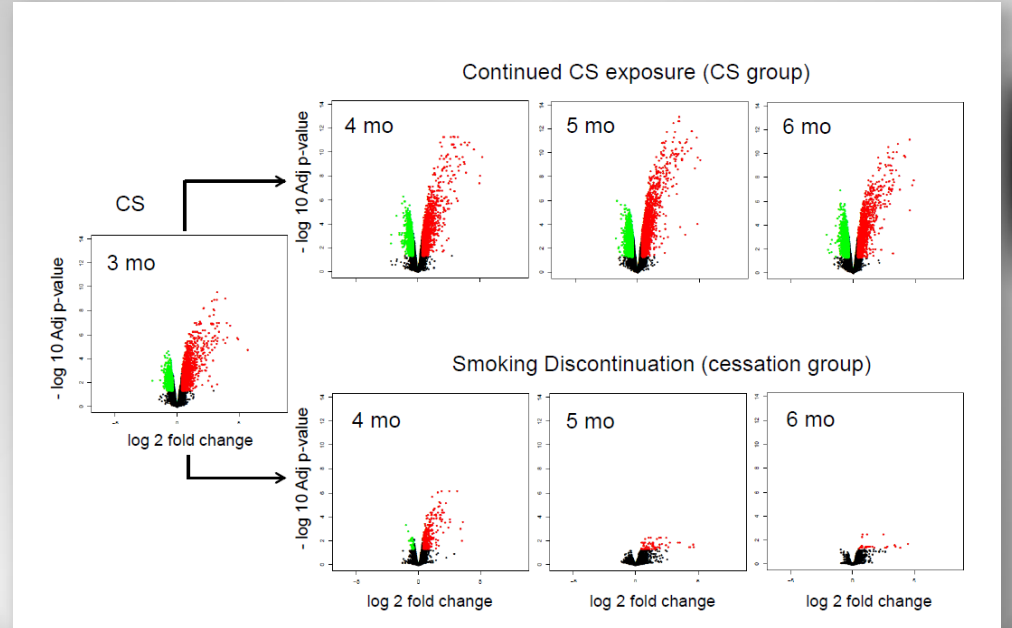 Continued CS exposure (CS group)
CS
3 mo
- log 10 Adj p-value
log 2 fold change
- log 10 Adj p-value
4 mo
5 mo
6 mo
Smoking Discontinuation (cessation group)
- log 10 Adj p-value
4 mo
5 mo
6 mo
log 2 fold change
log 2 fold change
log 2 fold change